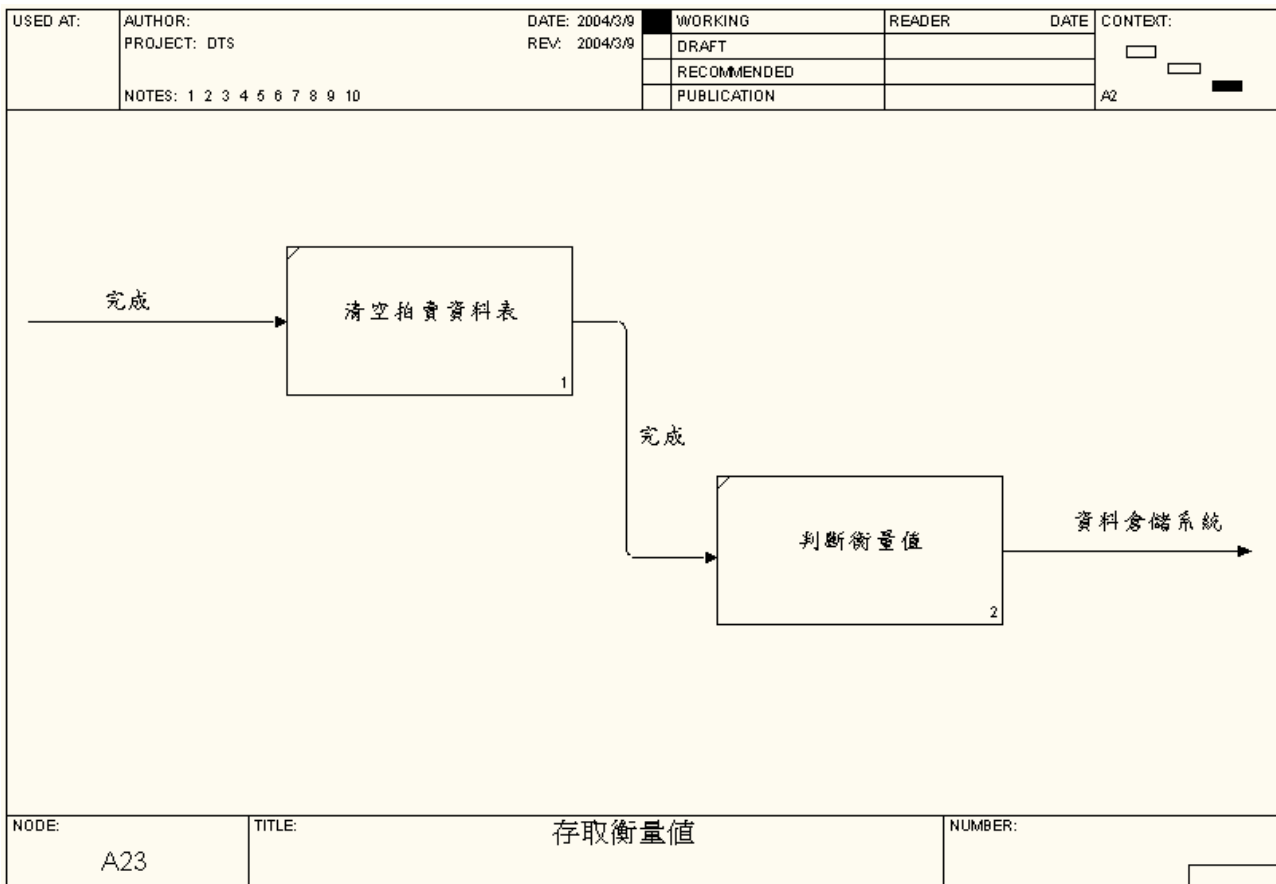 USED AT:
AUTHOR:
DATE: 2004/3/9
PROJECT: DTS
REV: 2004/3/9
NOTES: 1 2 3 4 5 6 7 8 9 10
WORKING
DRAFT
RECOMMENDED
PUBLICATION
READER
DATE
CONTEXT:
A2
完成
清空拍賣資料表
1
完成
判斷衡量值
2
資料倉儲系統
NODE:
A23
TITLE:
存取衡量値
NUMBER: